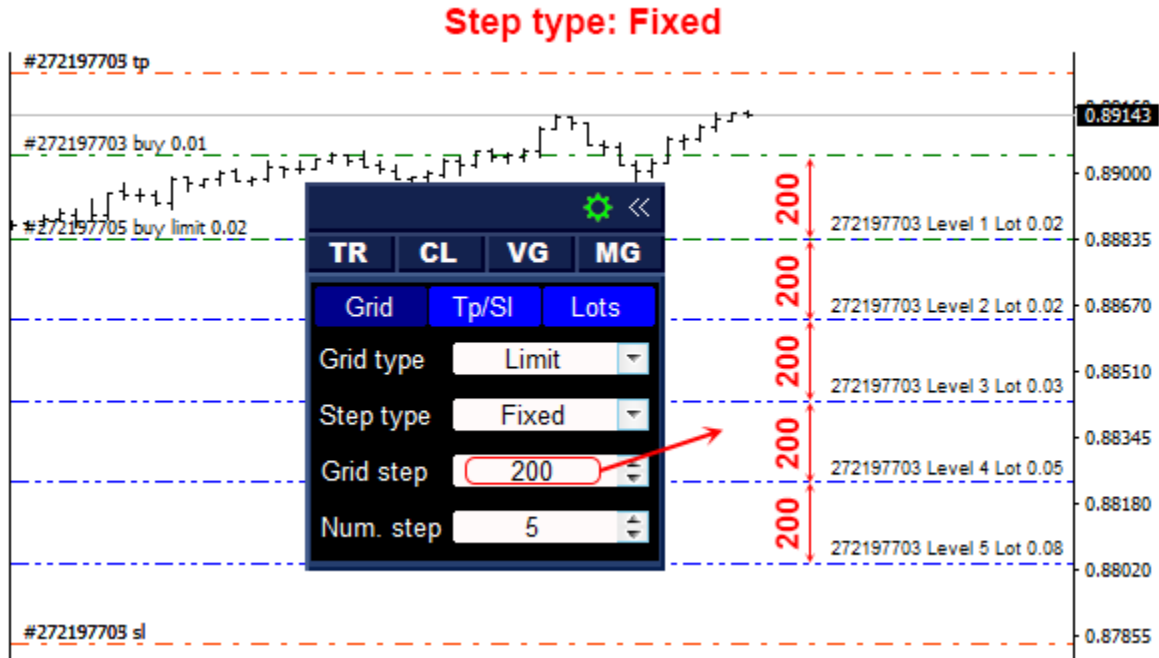 Step type: Fixed
#272197705 tp
0.89143
#272197703 buy 0.01
0.89000
200
#272197705 buy limit 0.02
272197703 Level 1 Lot 0.02
0.88835
TR CL VG MG
200
Grid Tp/Sl Lots
272197703 Level 2 Lot 0.02
0.88670
Grid type Limit
200
272197703 Level 3 Lot 0.03
0.88510
Step type Fixed
0.88345
200
Grid step 200
272197703 Level 4 Lot 0.05
0.88180
Num. step 5
200
272197703 Level 5 Lot 0.08
0.88020
#272197705 sl
0.87855